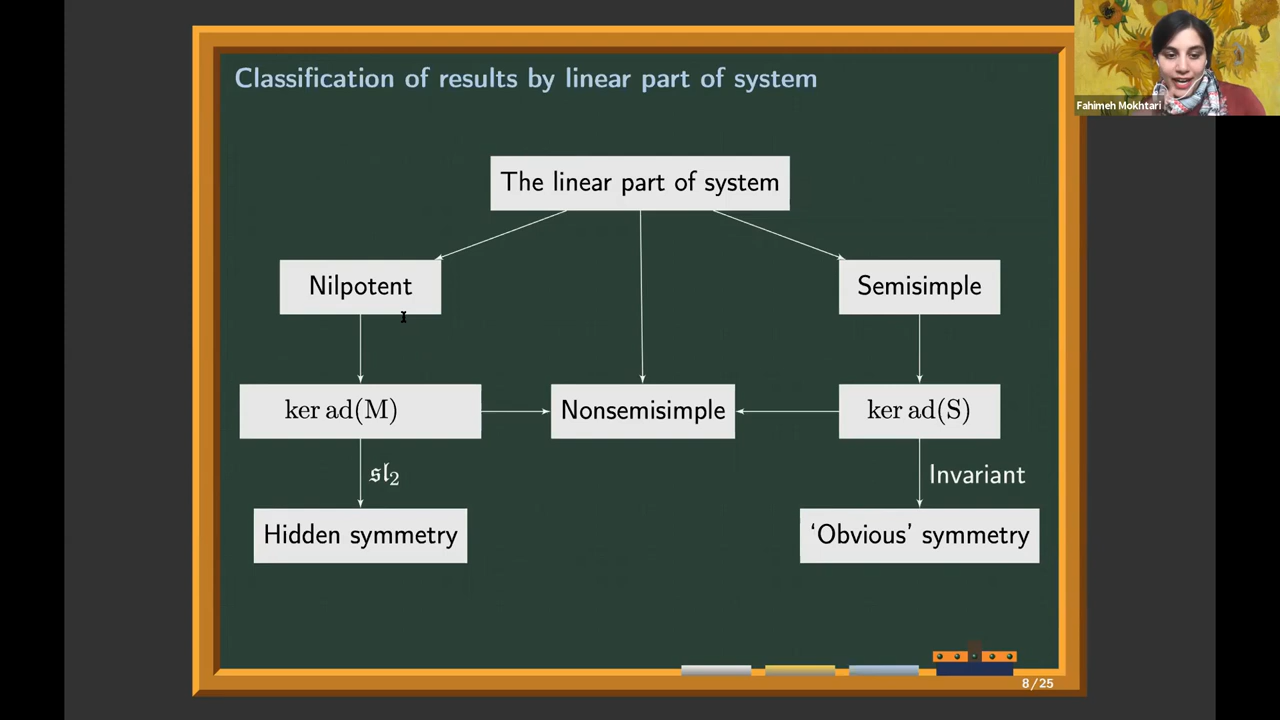 Classification of results by linear part of system
Fahimeh Mokhtari
The linear part of system
Nilpotent
Semisimple
ker ad(M)
Nonsemisimple
ker ad(S)
𝔰𝔩₂
Invariant
Hidden symmetry
‘Obvious’ symmetry
8/25